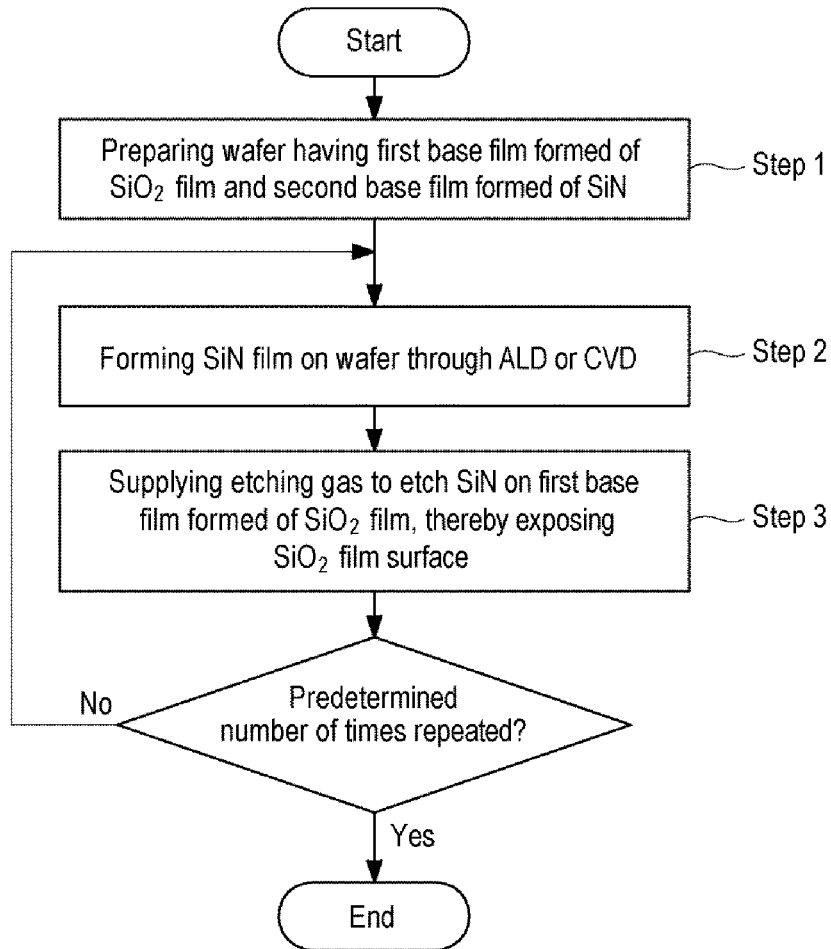 Start
Preparing wafer having first base film formed of
SiO₂ film and second base film formed of SiN
Step 1
Forming SiN film on wafer through ALD or CVD
Step 2
Supplying etching gas to etch SiN on first base
film formed of SiO₂ film, thereby exposing
SiO₂ film surface
Step 3
Predetermined
number of times repeated?
No
Yes
End